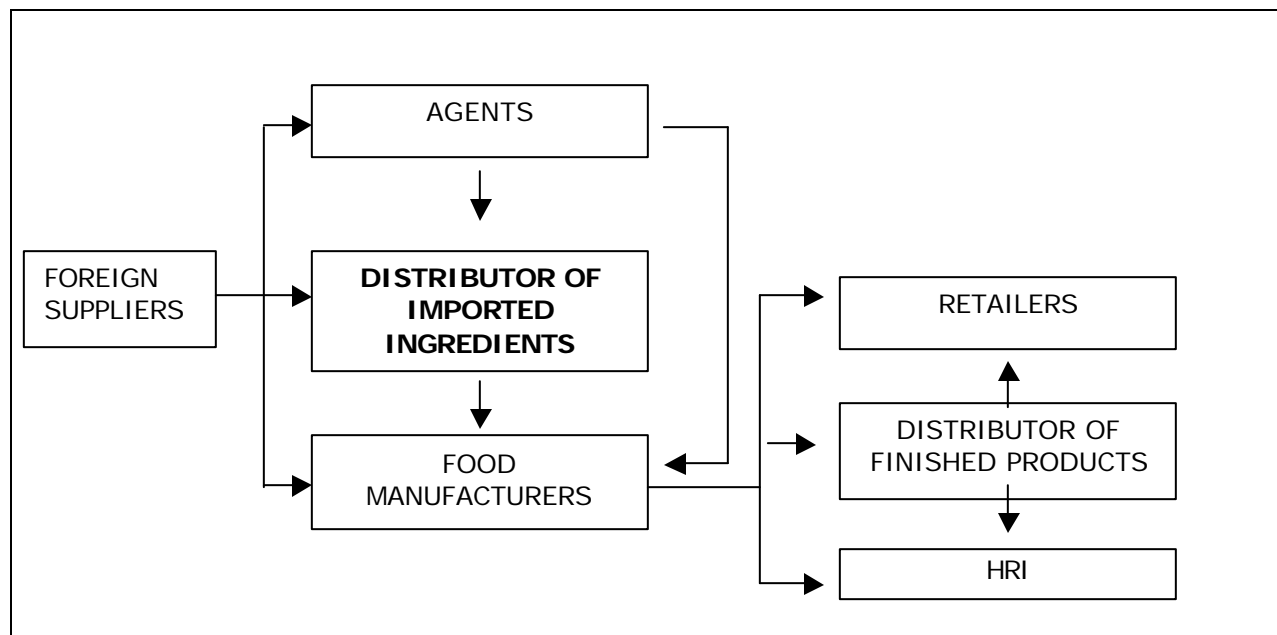 AGENTS
FOREIGN
SUPPLIERS
DISTRIBUTOR OF
IMPORTED
INGREDIENTS
FOOD
MANUFACTURERS
RETAILERS
DISTRIBUTOR OF
FINISHED PRODUCTS
HRI